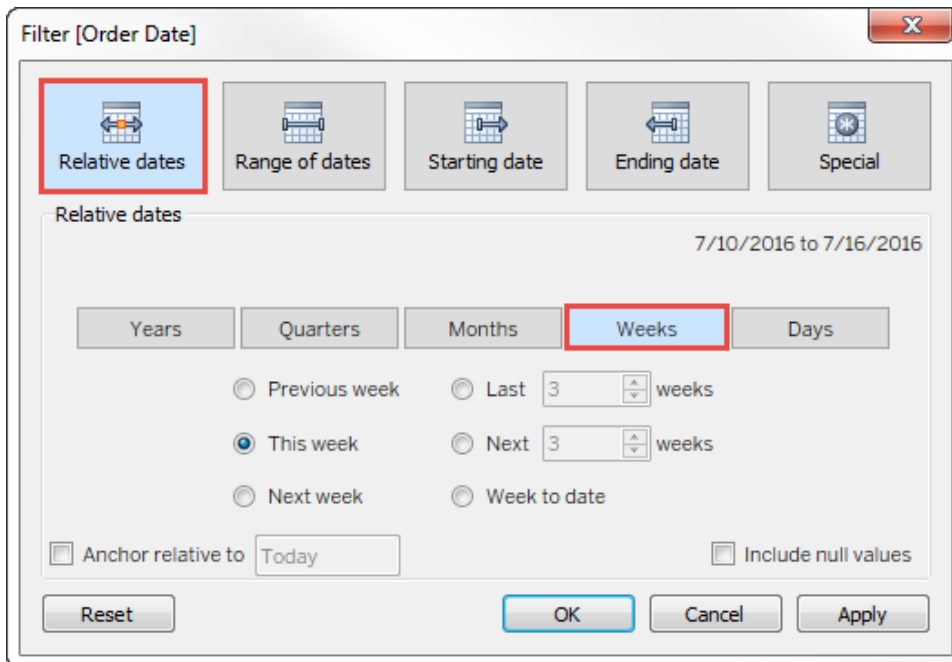 Filter [Order Date]
X
Relative dates
Range of dates
Starting date
Ending date
Special
Relative dates
7/10/2016 to 7/16/2016
Years
Quarters
Months
Weeks
Days
Previous week
Last 3 weeks
This week
Next 3 weeks
Next week
Week to date
Anchor relative to Today
Include null values
Reset
OK
Cancel
Apply